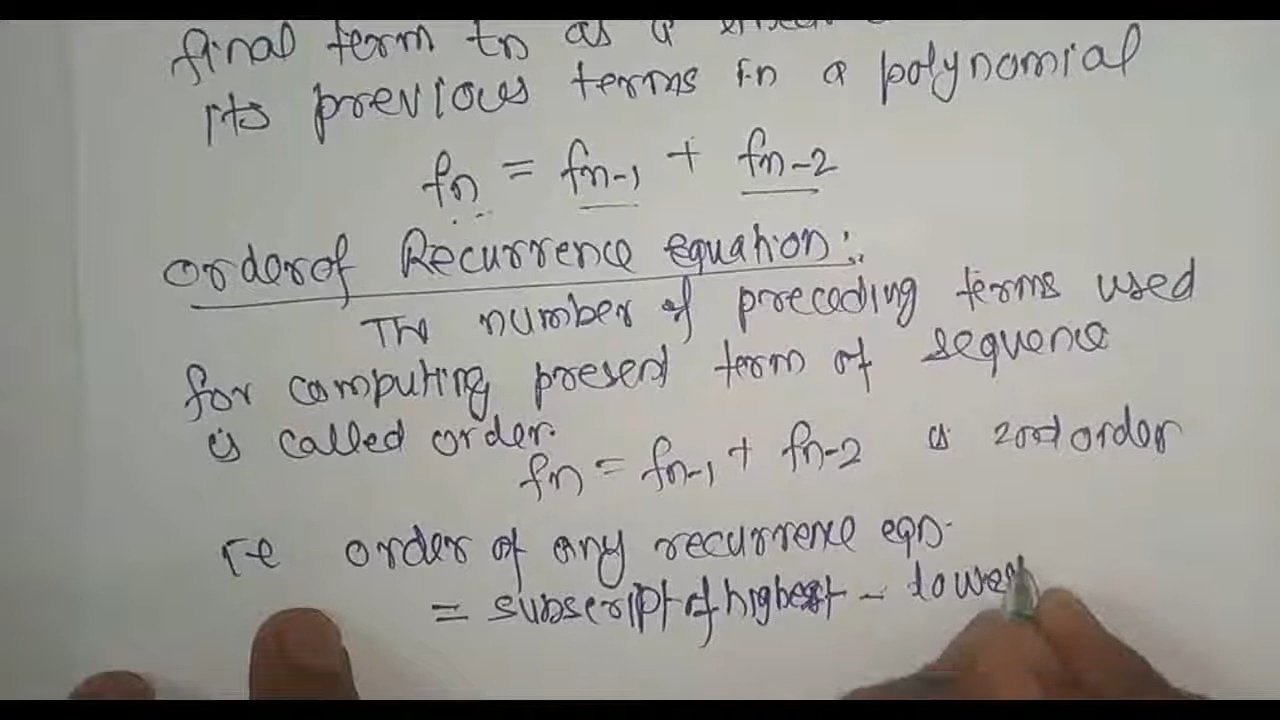 final term tn as a
its previous terms in a polynomial
fn = fn-1 + fn-2
order of Recurrence equation:
The number of preceding terms used
for computing present term of sequence
is called order.
fn = fn-1 + fn-2 is 2nd order
I.e order of any recurrence eqn.
= subscript of highest - lowe